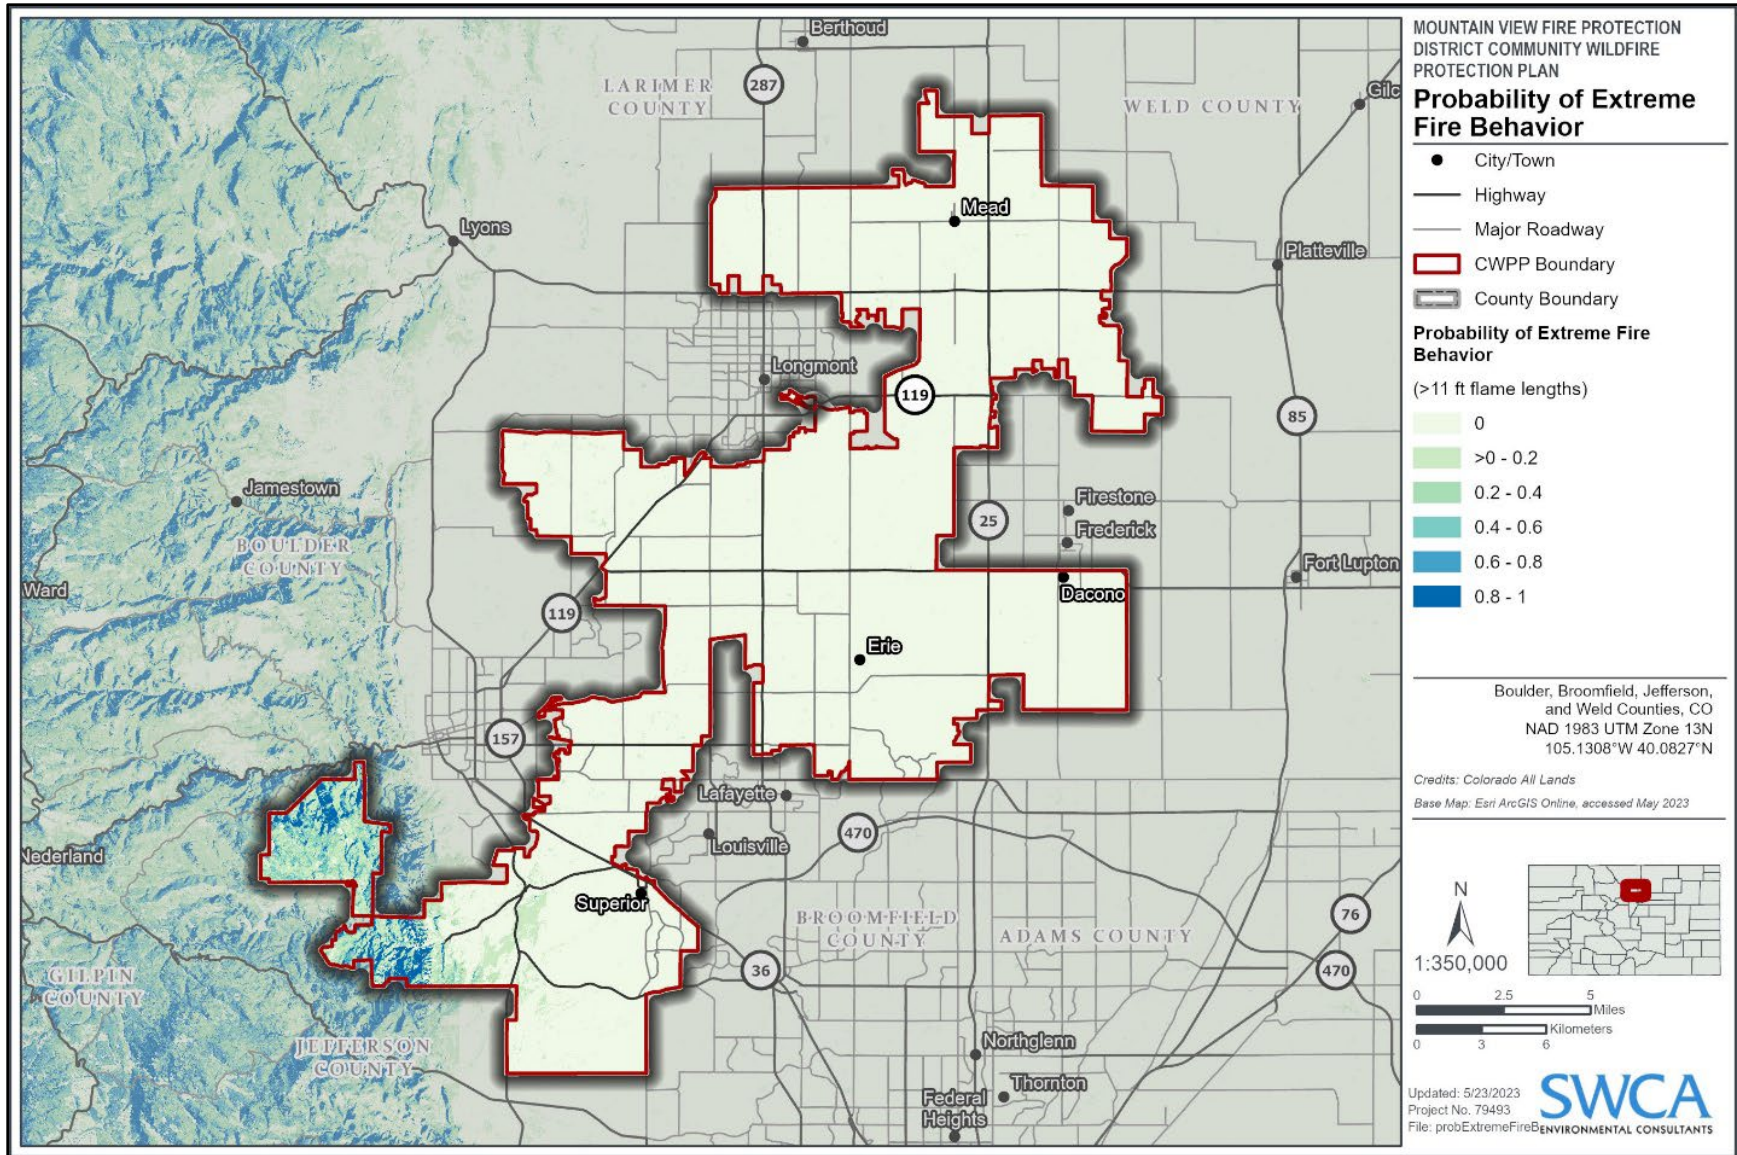 Berthoud
LARIMER
COUNTY
287
WELD COUNTY
Gilc
Mead
Lyons
Platteville
Longmont
119
85
Jamestown
BOULDER
COUNTY
Firestone
25
Frederick
Fort Lupton
Ward
Dacono
119
Erie
157
Lafayette
470
Louisville
Nederland
Superior
BROOMFIELD
COUNTY
ADAMS COUNTY
76
36
470
GILPIN
COUNTY
JEFFERSON
COUNTY
Northglenn
Thornton
Federal
Heights
MOUNTAIN VIEW FIRE PROTECTION
DISTRICT COMMUNITY WILDFIRE
PROTECTION PLAN
Probability of Extreme
Fire Behavior
City/Town
Highway
Major Roadway
CWPP Boundary
County Boundary
Probability of Extreme Fire
Behavior
(>11 ft flame lengths)
0
>0 - 0.2
0.2 - 0.4
0.4 - 0.6
0.6 - 0.8
0.8 - 1
Boulder, Broomfield, Jefferson,
and Weld Counties, CO
NAD 1983 UTM Zone 13N
105.1308°W 40.0827°N
Credits: Colorado All Lands
Base Map: Esri ArcGIS Online, accessed May 2023
N
1:350,000
0 2.5 5
Miles
Kilometers
0 3 6
Updated: 5/23/2023
Project No. 79493
File: probExtremeFireB
SWCA
ENVIRONMENTAL CONSULTANTS